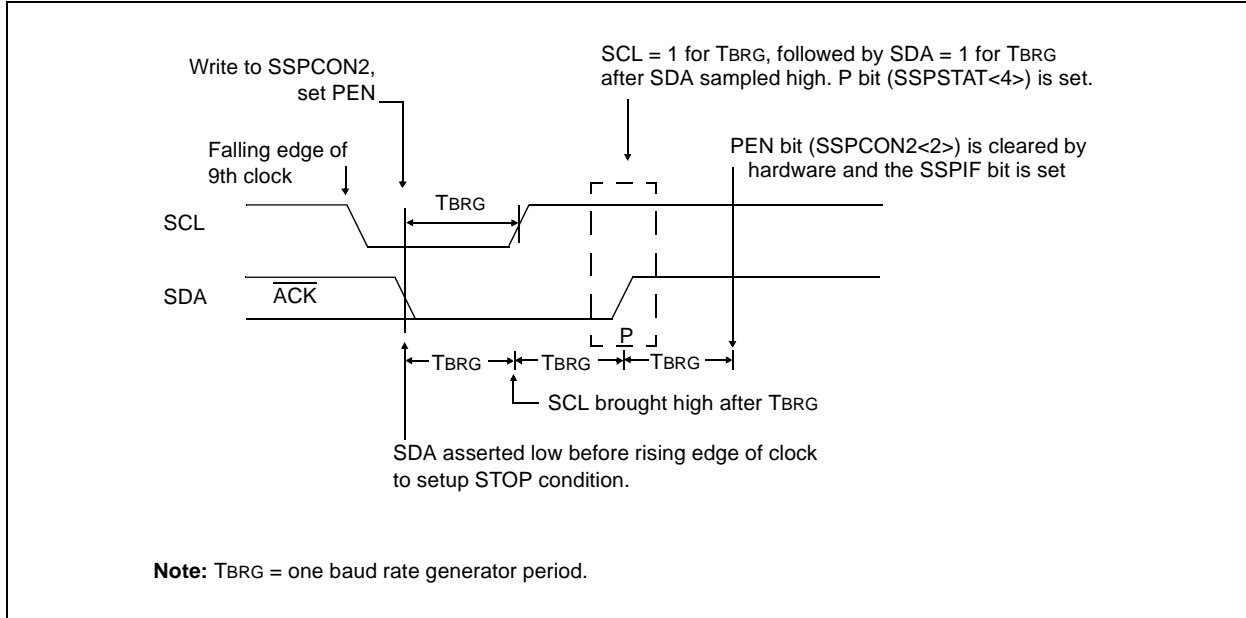 SCL = 1 for TBRG, followed by SDA = 1 for TBRG
after SDA sampled high. P bit (SSPSTAT<4>) is set.
Write to SSPCON2,
set PEN
PEN bit (SSPCON2<2>) is cleared by
hardware and the SSPIF bit is set
Falling edge of
9th clock
TBRG
SCL
SDA
ACK
P
TBRG
TBRG
TBRG
SCL brought high after TBRG
SDA asserted low before rising edge of clock
to setup STOP condition.
Note: TBRG = one baud rate generator period.